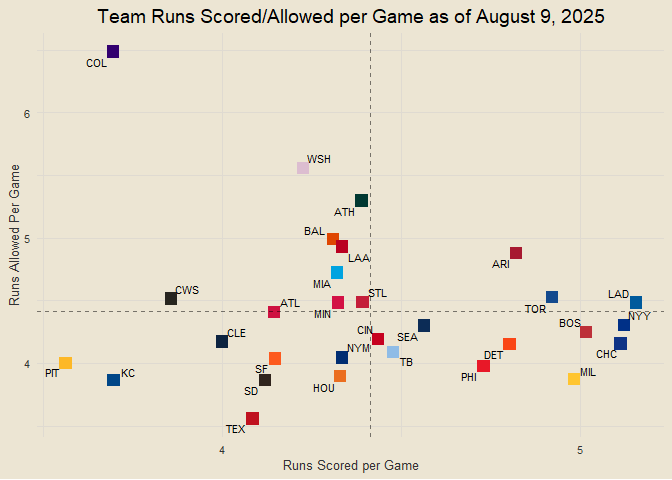 Team Runs Scored/Allowed per Game as of August 9, 2025
COL
6
WSH
ATH
BAL
5
LAA
ARI
MIA
CWS
STL
LAD
ATL
TOR
MIN
NYY
BOS
CIN
CLE
SEA
NYM
CHC
DET
4
TB
SF
PIT
KC
PHI
MIL
HOU
SD
TEX
Runs Allowed Per Game
4
5
Runs Scored per Game